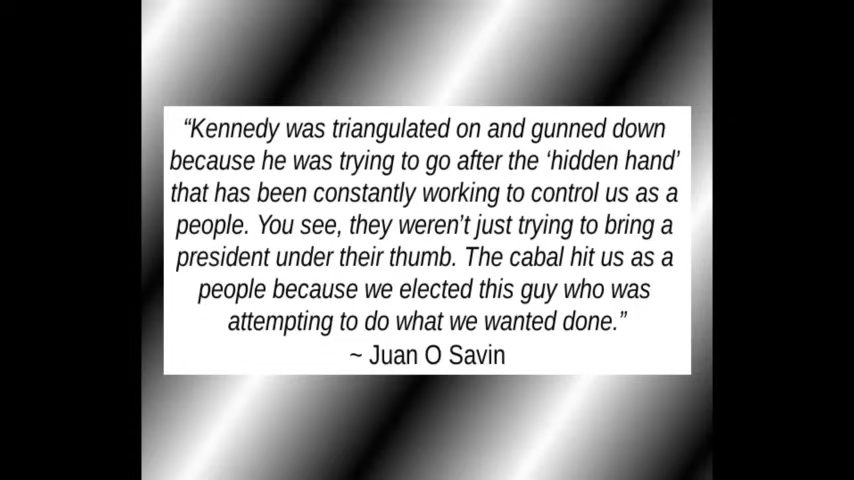 “Kennedy was triangulated on and gunned down
because he was trying to go after the ‘hidden hand’
that has been constantly working to control us as a
people. You see, they weren’t just trying to bring a
president under their thumb. The cabal hit us as a
people because we elected this guy who was
attempting to do what we wanted done.”
~ Juan O Savin